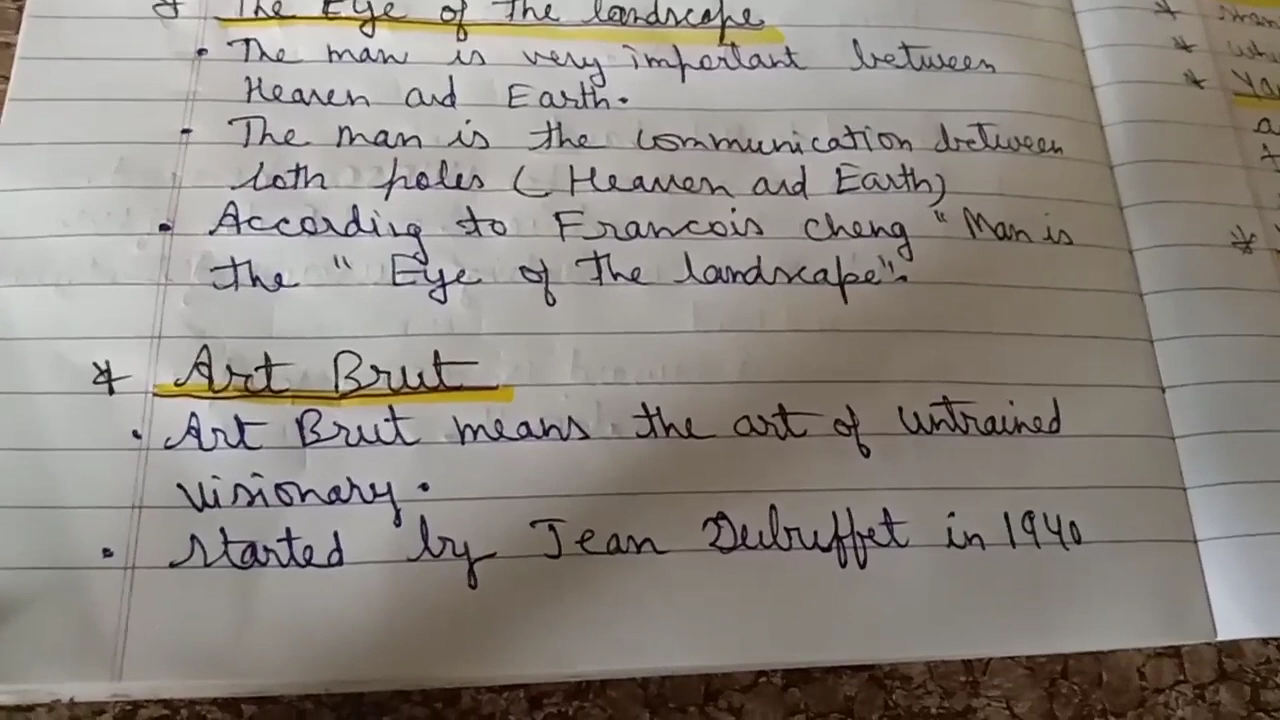 * The Eye of the landscape
• The man is very important between
Heaven and Earth.
- The man is the communication between
both poles (Heaven and Earth)
• According to Francois cheng "Man is
the "Eye of the landscape".
* Art Brut
• Art Brut means the art of untrained
visionary.
• started by Jean Dubuffet in 1940
*
*
* Ya
*